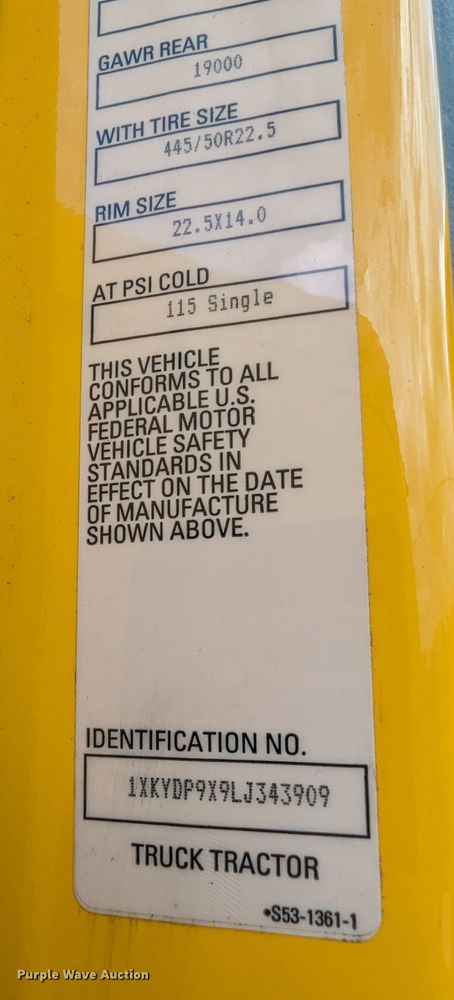 GAWR REAR
19000
WITH TIRE SIZE
445/50R22.5
RIM SIZE
22.5X14.0
AT PSI COLD
115 Single
THIS VEHICLE
CONFORMS TO ALL
APPLICABLE U.S.
FEDERAL MOTOR
VEHICLE SAFETY
STANDARDS IN
EFFECT ON THE DATE
OF MANUFACTURE
SHOWN ABOVE.
IDENTIFICATION NO.
1XKYDP9X9LJ343909
TRUCK TRACTOR
•S53-1361-1
Purple Wave Auction